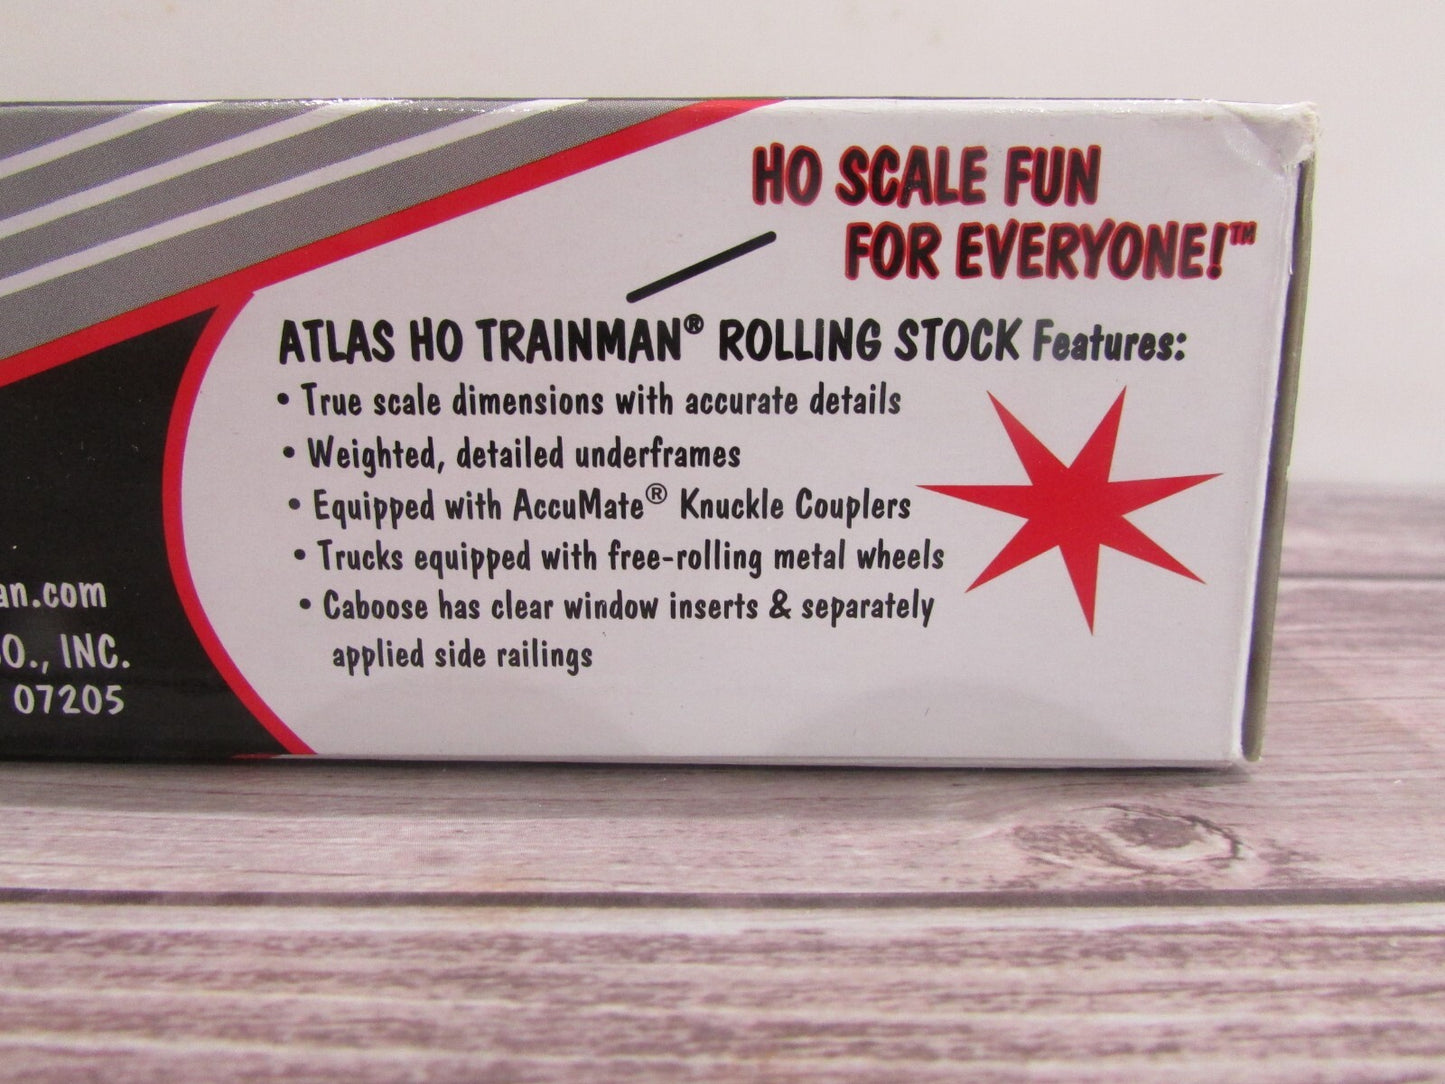 HO SCALE FUN
FOR EVERYONE!™
ATLAS HO TRAINMAN® ROLLING STOCK Features:
• True scale dimensions with accurate details
• Weighted, detailed underframes
• Equipped with AccuMate® Knuckle Couplers
• Trucks equipped with free-rolling metal wheels
• Caboose has clear window inserts & separately
applied side railings
an.com
O., INC.
07205